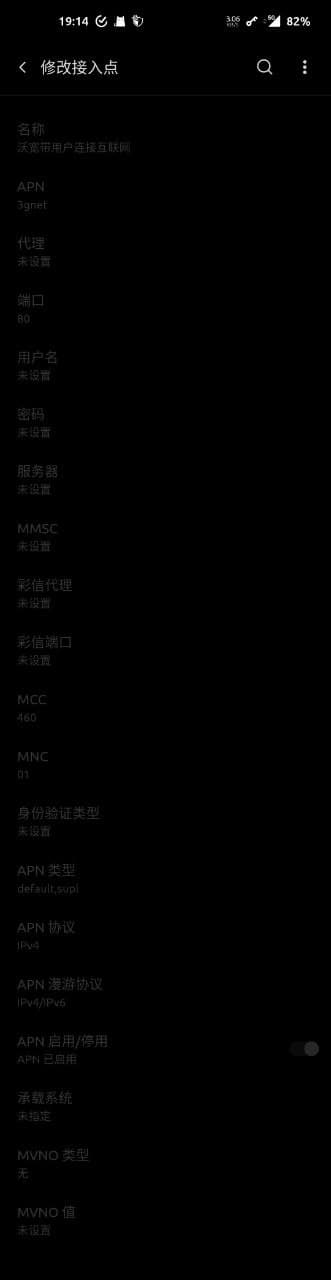 19:14
3.06
KB/s
5G
82%
修改接入点
名称
沃宽带用户连接互联网
APN
3gnet
代理
未设置
端口
80
用户名
未设置
密码
未设置
服务器
未设置
MMSC
未设置
彩信代理
未设置
彩信端口
未设置
MCC
460
MNC
01
身份验证类型
未设置
APN 类型
default,supl
APN 协议
IPv4
APN 漫游协议
IPv4/IPv6
APN 启用/停用
APN 已启用
承载系统
未指定
MVNO 类型
无
MVNO 值
未设置